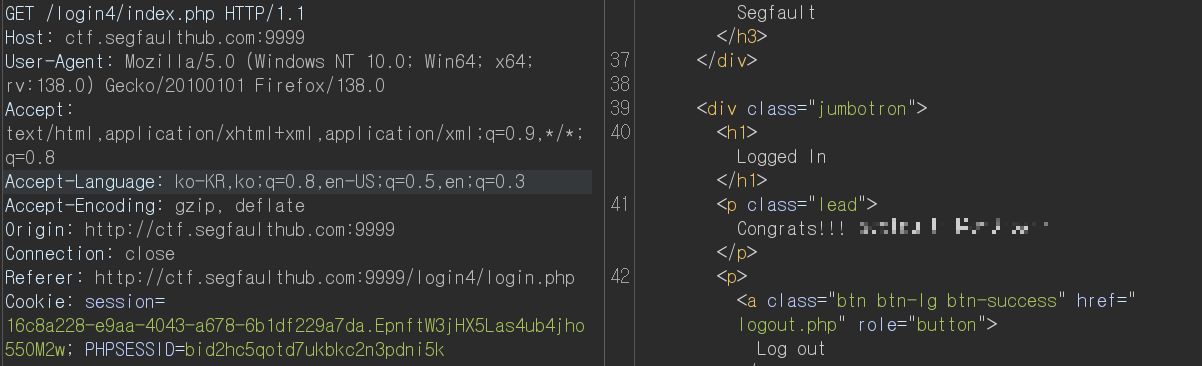 GET /login4/index.php HTTP/1.1
Host: ctf.segfaulthub.com:9999
User-Agent: Mozilla/5.0 (Windows NT 10.0; Win64; x64;
rv:138.0) Gecko/20100101 Firefox/138.0
Accept:
text/html,application/xhtml+xml,application/xml;q=0.9,*/*;
q=0.8
Accept-Language: ko-KR,ko;q=0.8,en-US;q=0.5,en;q=0.3
Accept-Encoding: gzip, deflate
Origin: http://ctf.segfaulthub.com:9999
Connection: close
Referer: http://ctf.segfaulthub.com:9999/login4/login.php
Cookie: session=
16c8a228-e9aa-4043-a678-6b1df229a7da.EpnftW3jHX5Las4ub4jho
550M2w; PHPSESSID=bid2hc5qotd7ukbkc2n3pdni5k
Segfault
</h3>
37 </div>
38
39 <div class="jumbotron">
40 <h1>
Logged In
</h1>
41 <p class="lead">
Congrats!!!
</p>
42 <p>
<a class="btn btn-lg btn-success" href="
logout.php" role="button">
Log out